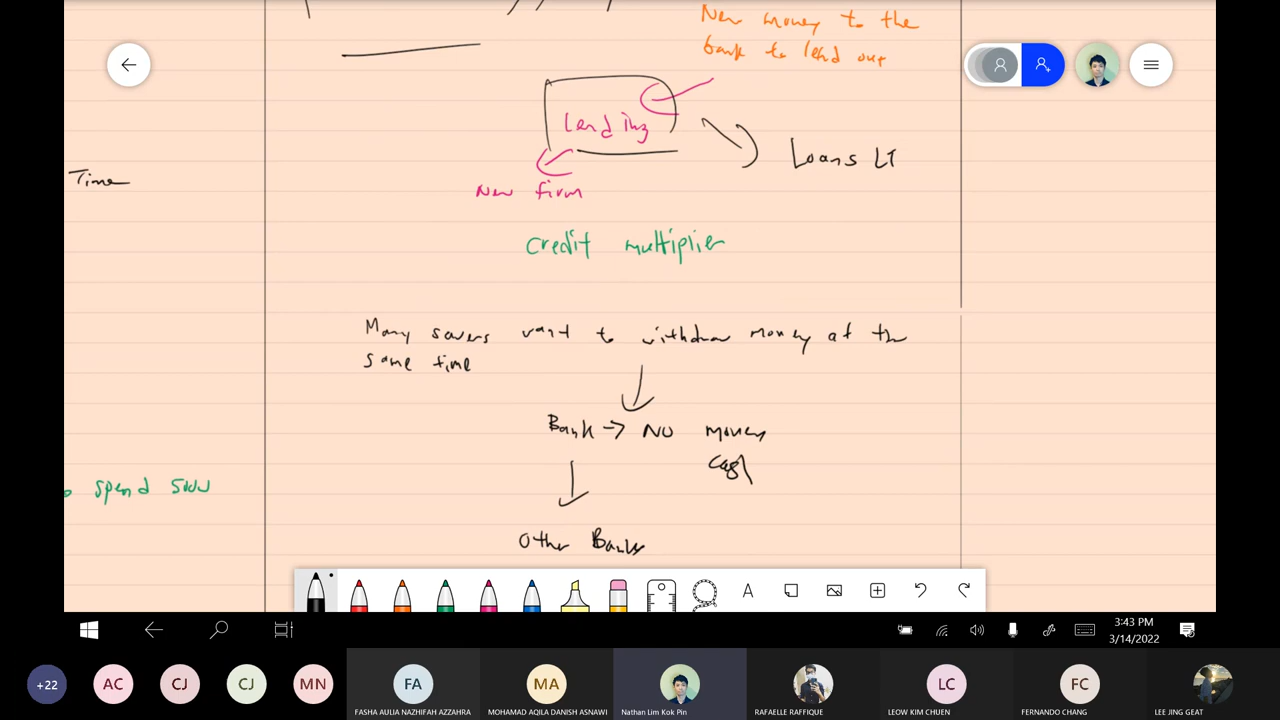 New money to the
bank to lend out
lending
Loans LT
Time
New firm
credit multiplier
Many savers want to withdraw money at the
same time
Bank → NO money
cash
spend
Other Bank
A
3:43 PM
3/14/2022
+22
AC
CJ
CJ
MN
FA
FASHA AULIA NAZHIFAH AZZAHRA
MA
MOHAMAD AQILA DANISH ASNAWI
Nathan Lim Kok Pin
RAFAELLE RAFFIQUE
LC
LEOW KIM CHUEN
FC
FERNANDO CHANG
LEE JING GEAT